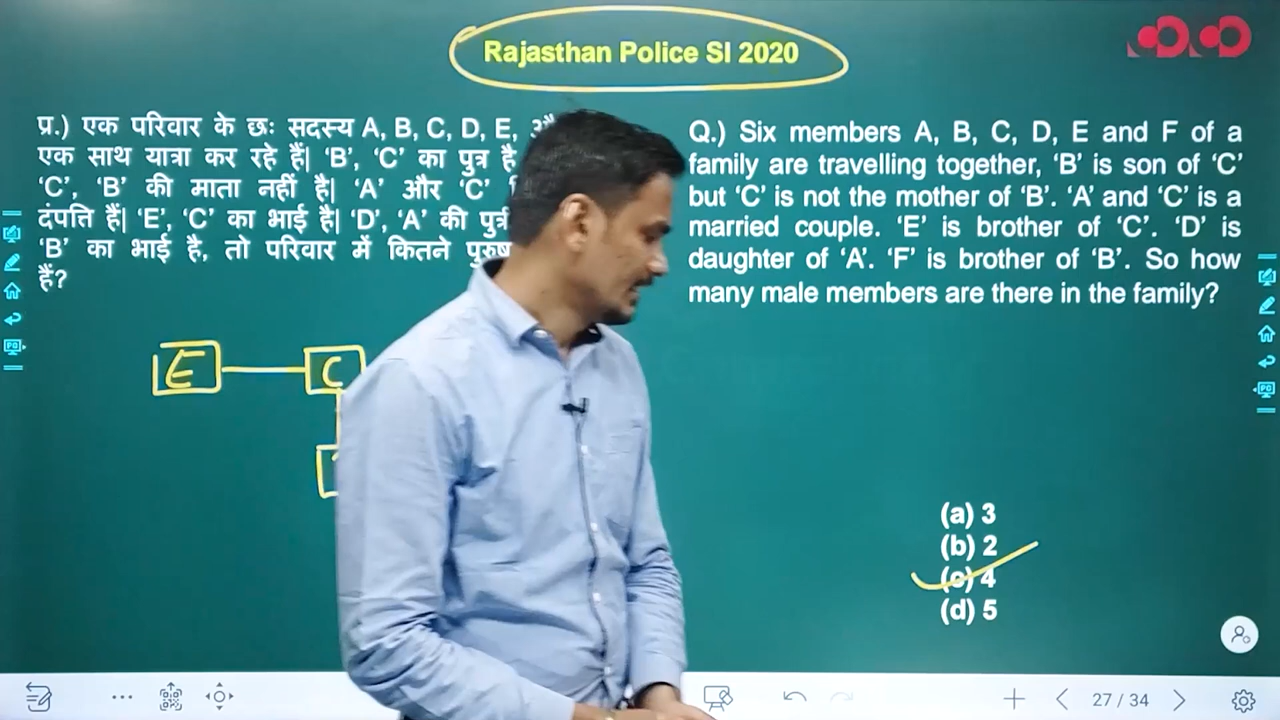 Rajasthan Police SI 2020
प्र.) एक परिवार के छः सदस्य A, B, C, D, E,
एक साथ यात्रा कर रहे हैं| ‘B’, ‘C’ का पुत्र है
‘C’, ‘B’ की माता नहीं है| ‘A’ और ‘C’
दंपत्ति हैं| ‘E’, ‘C’ का भाई है| ‘D’, ‘A’ की पुत्री
‘B’ का भाई है, तो परिवार में कितने पुरुष
हैं?
Q.) Six members A, B, C, D, E and F of a
family are travelling together, ‘B’ is son of ‘C’
but ‘C’ is not the mother of ‘B’. ‘A’ and ‘C’ is a
married couple. ‘E’ is brother of ‘C’. ‘D’ is
daughter of ‘A’. ‘F’ is brother of ‘B’. So how
many male members are there in the family?
E C
(a) 3
(b) 2
(c) 4
(d) 5
27 / 34